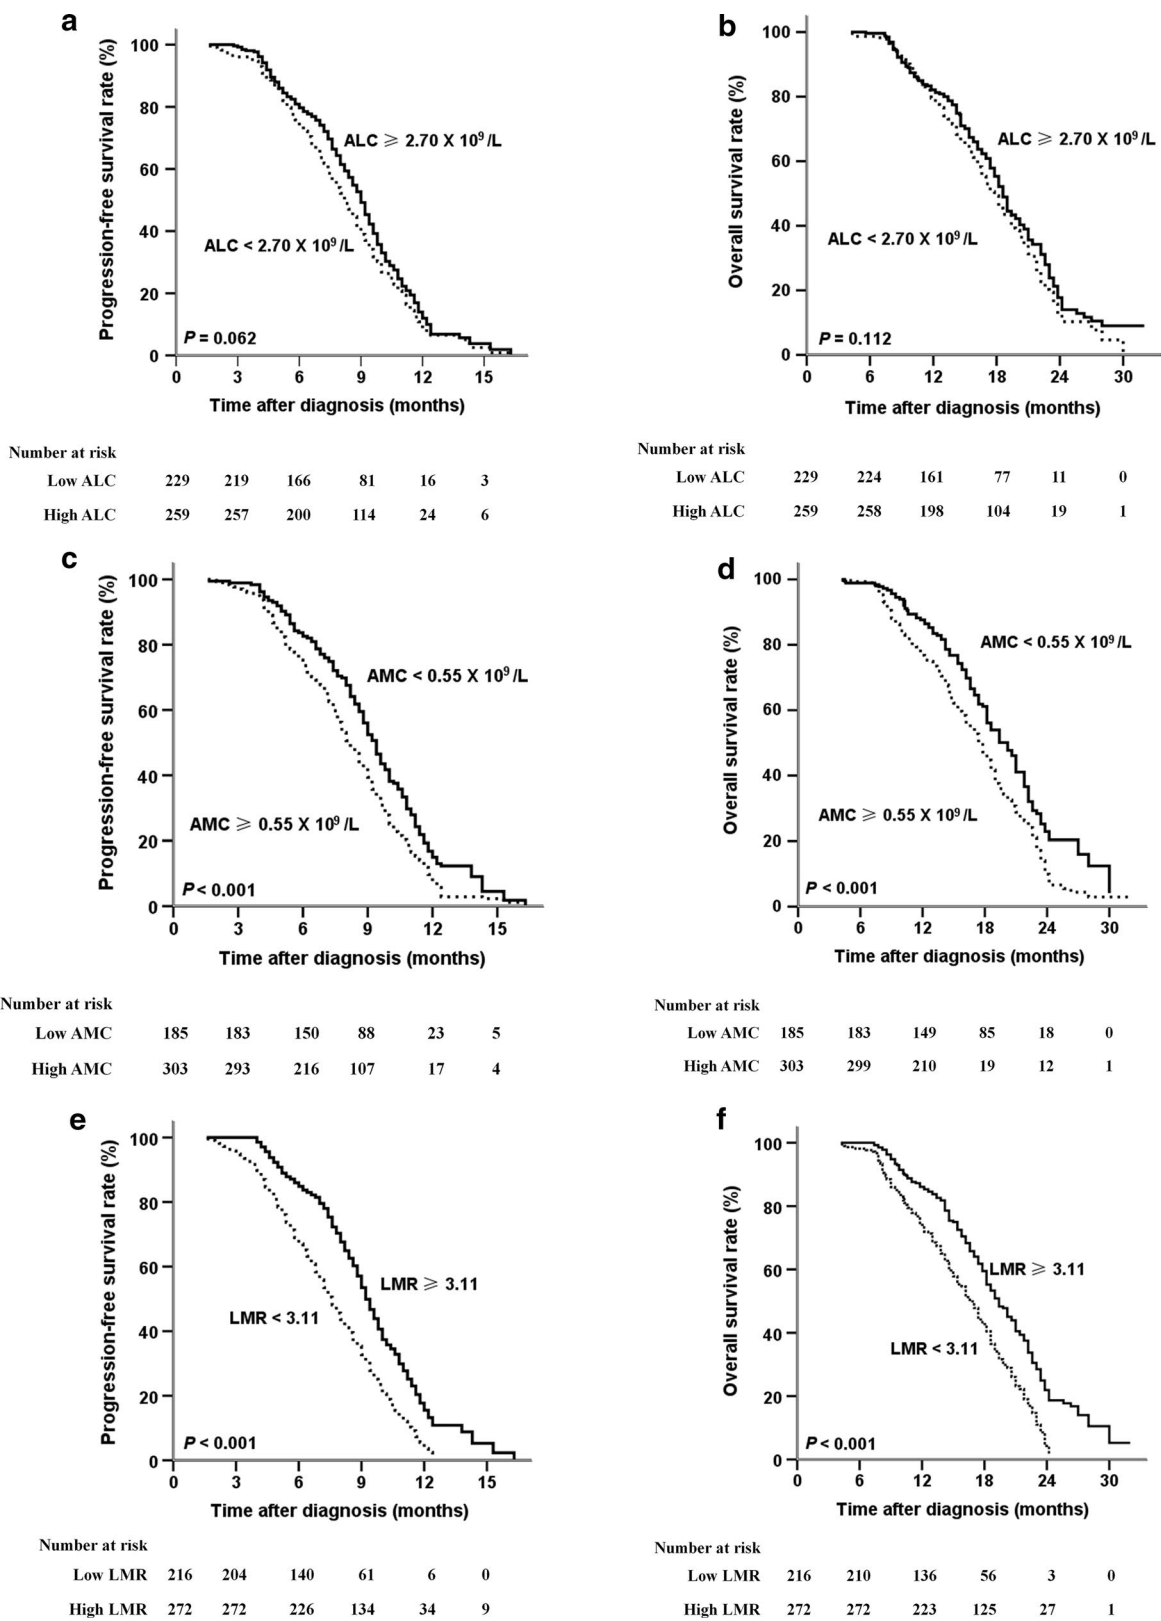 a
Progression-free survival rate (%)
100
80
60
40
20
0
ALC ⩾ 2.70 X 10⁹/L
ALC < 2.70 X 10⁹/L
P = 0.062
0 3 6 9 12 15
Time after diagnosis (months)
Number at risk
Low ALC 229 219 166 81 16 3
High ALC 259 257 200 114 24 6
b
Overall survival rate (%)
100
80
60
40
20
0
ALC ⩾ 2.70 X 10⁹/L
ALC < 2.70 X 10⁹/L
P = 0.112
0 6 12 18 24 30
Time after diagnosis (months)
Number at risk
Low ALC 229 224 161 77 11 0
High ALC 259 258 198 104 19 1
c
Progression-free survival rate (%)
100
80
60
40
20
0
AMC < 0.55 X 10⁹/L
AMC ⩾ 0.55 X 10⁹/L
P < 0.001
0 3 6 9 12 15
Time after diagnosis (months)
Number at risk
Low AMC 185 183 150 88 23 5
High AMC 303 293 216 107 17 4
d
Overall survival rate (%)
100
80
60
40
20
0
AMC < 0.55 X 10⁹/L
AMC ⩾ 0.55 X 10⁹/L
P < 0.001
0 6 12 18 24 30
Time after diagnosis (months)
Number at risk
Low AMC 185 183 149 85 18 0
High AMC 303 299 210 19 12 1
e
Progression-free survival rate (%)
100
80
60
40
20
0
LMR ⩾ 3.11
LMR < 3.11
P < 0.001
0 3 6 9 12 15
Time after diagnosis (months)
Number at risk
Low LMR 216 204 140 61 6 0
High LMR 272 272 226 134 34 9
f
Overall survival rate (%)
100
80
60
40
20
0
LMR ⩾ 3.11
LMR < 3.11
P < 0.001
0 6 12 18 24 30
Time after diagnosis (months)
Number at risk
Low LMR 216 210 136 56 3 0
High LMR 272 272 223 125 27 1